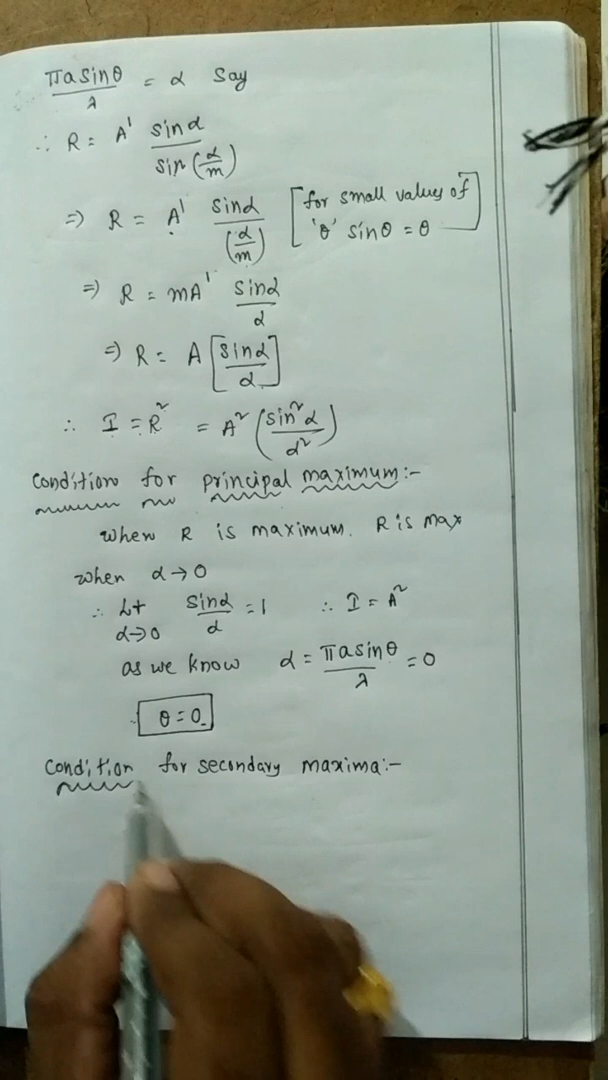 πa sinθ / λ = α say
∴ R = A' sinα / sin(α/m)
⇒ R = A' sinα / (α/m) [for small values of 'θ' sinθ = θ]
⇒ R = mA' sinα / α
⇒ R = A [sinα / α]
∴ I = R² = A² (sin²α / α²)
Condition for principal maximum:-
when R is maximum. R is max
when α→0
∴ Lt α→0 sinα / α = 1 ∴ I = A²
as we know α = πa sinθ / λ = 0
θ = 0
Condition for secondary maxima:-